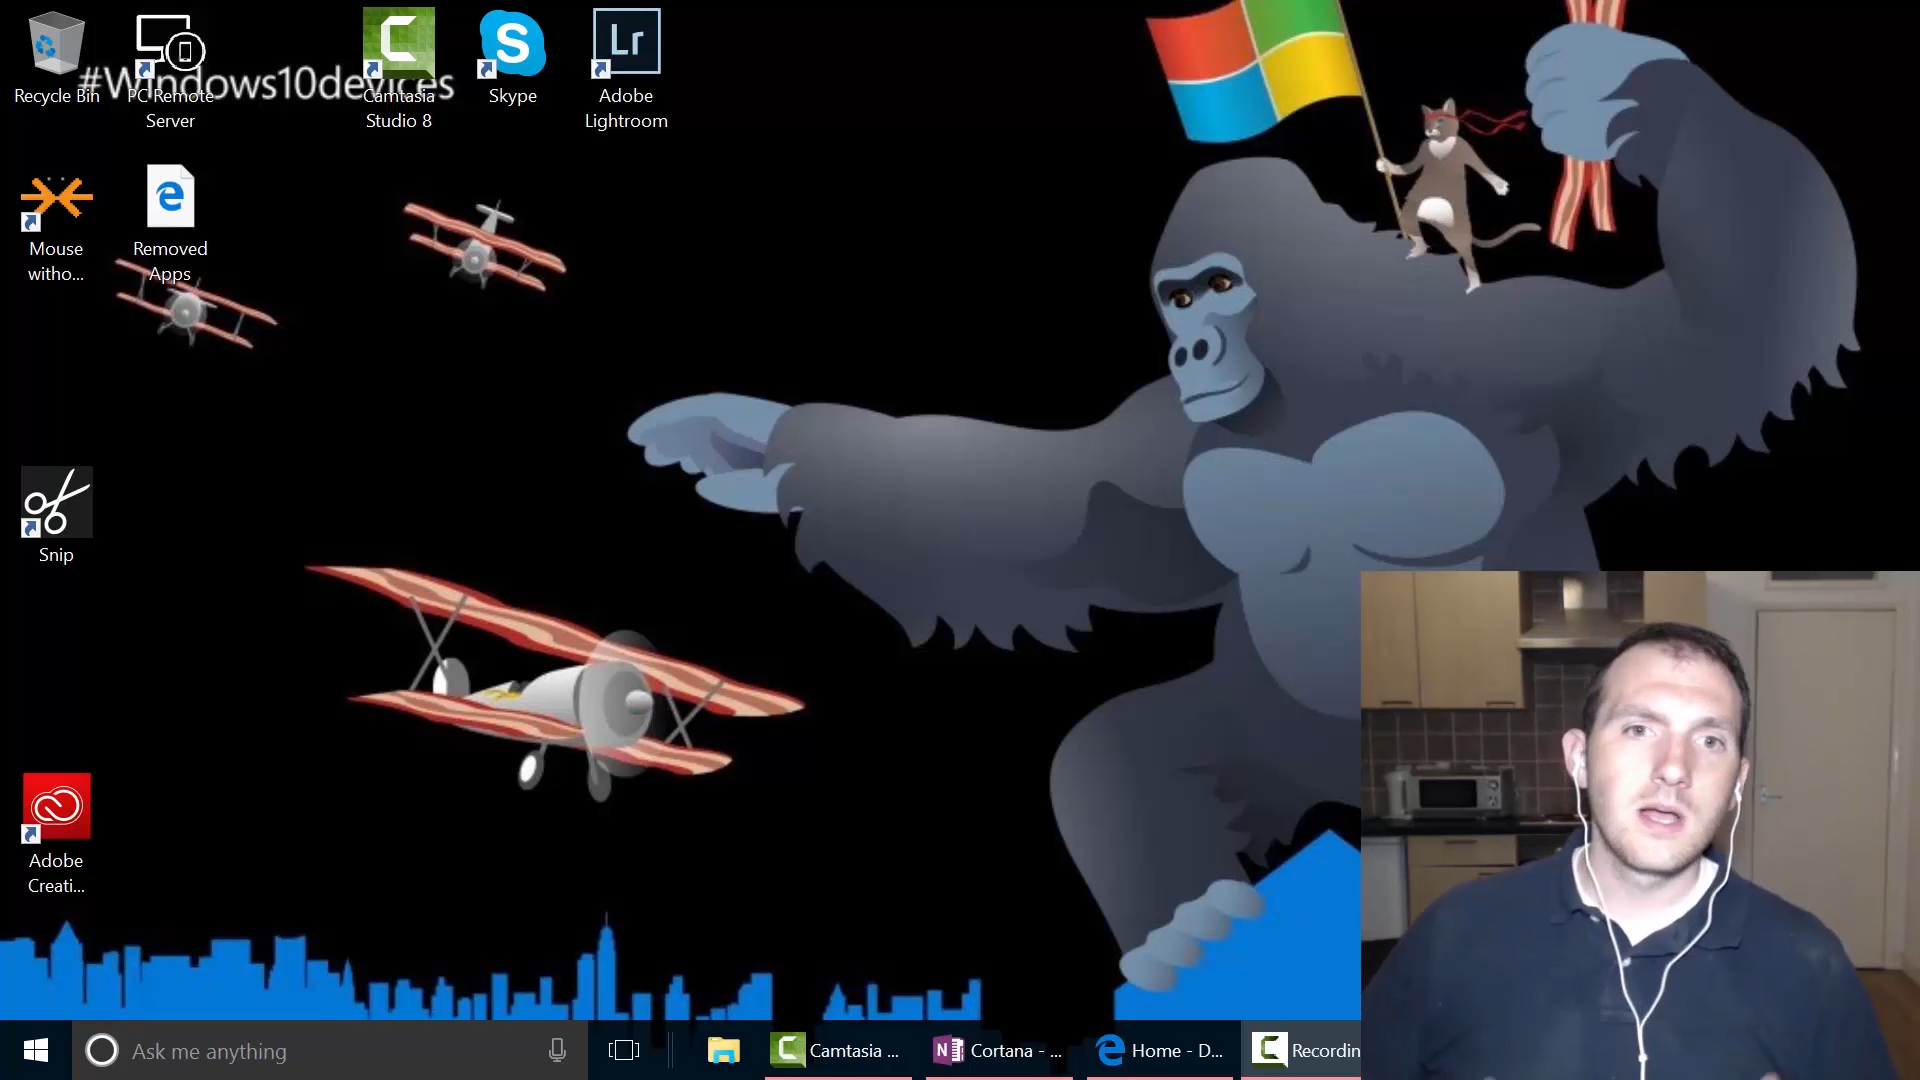 #Windows10devices
Recycle Bin
PC Remote
Server
Camtasia
Studio 8
Skype
Adobe
Lightroom
Lr
S
Mouse
witho...
Removed
Apps
Snip
Adobe
Creati...
Ask me anything
Camtasia ...
N
Cortana - ...
Home - D...
Recordin